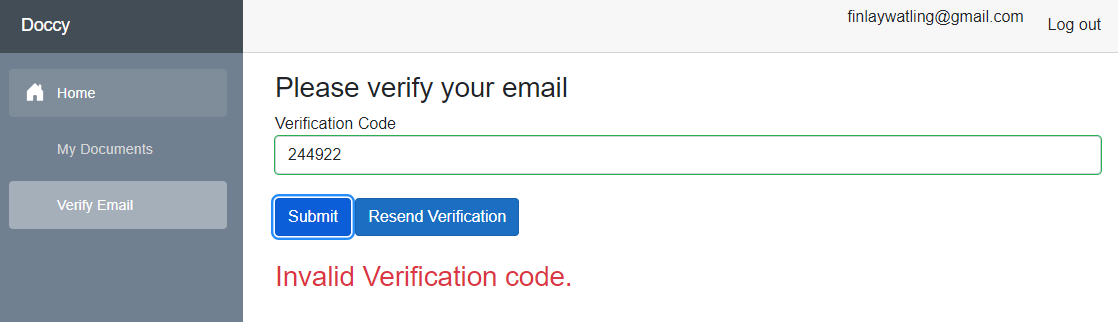 Doccy
finlaywatling@gmail.com
Log out
Home
My Documents
Verify Email
Please verify your email
Verification Code
244922
Submit
Resend Verification
Invalid Verification code.